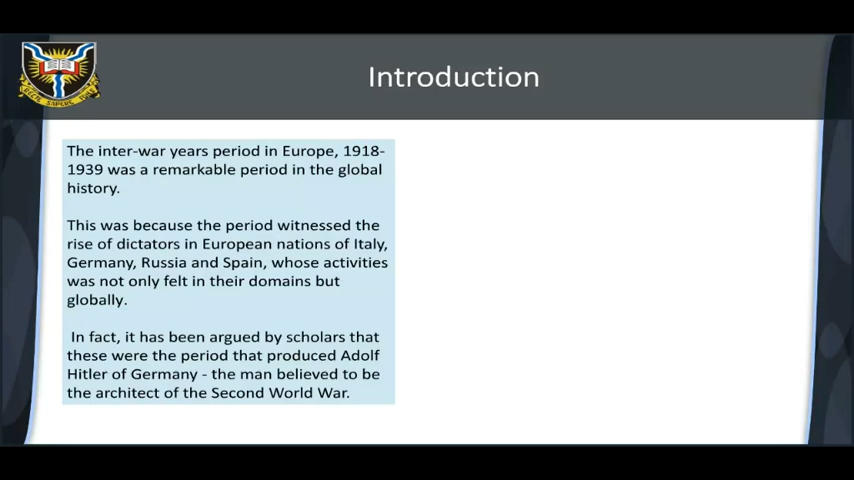 Introduction
The inter-war years period in Europe, 1918-
1939 was a remarkable period in the global
history.
This was because the period witnessed the
rise of dictators in European nations of Italy,
Germany, Russia and Spain, whose activities
was not only felt in their domains but
globally.
In fact, it has been argued by scholars that
these were the period that produced Adolf
Hitler of Germany - the man believed to be
the architect of the Second World War.